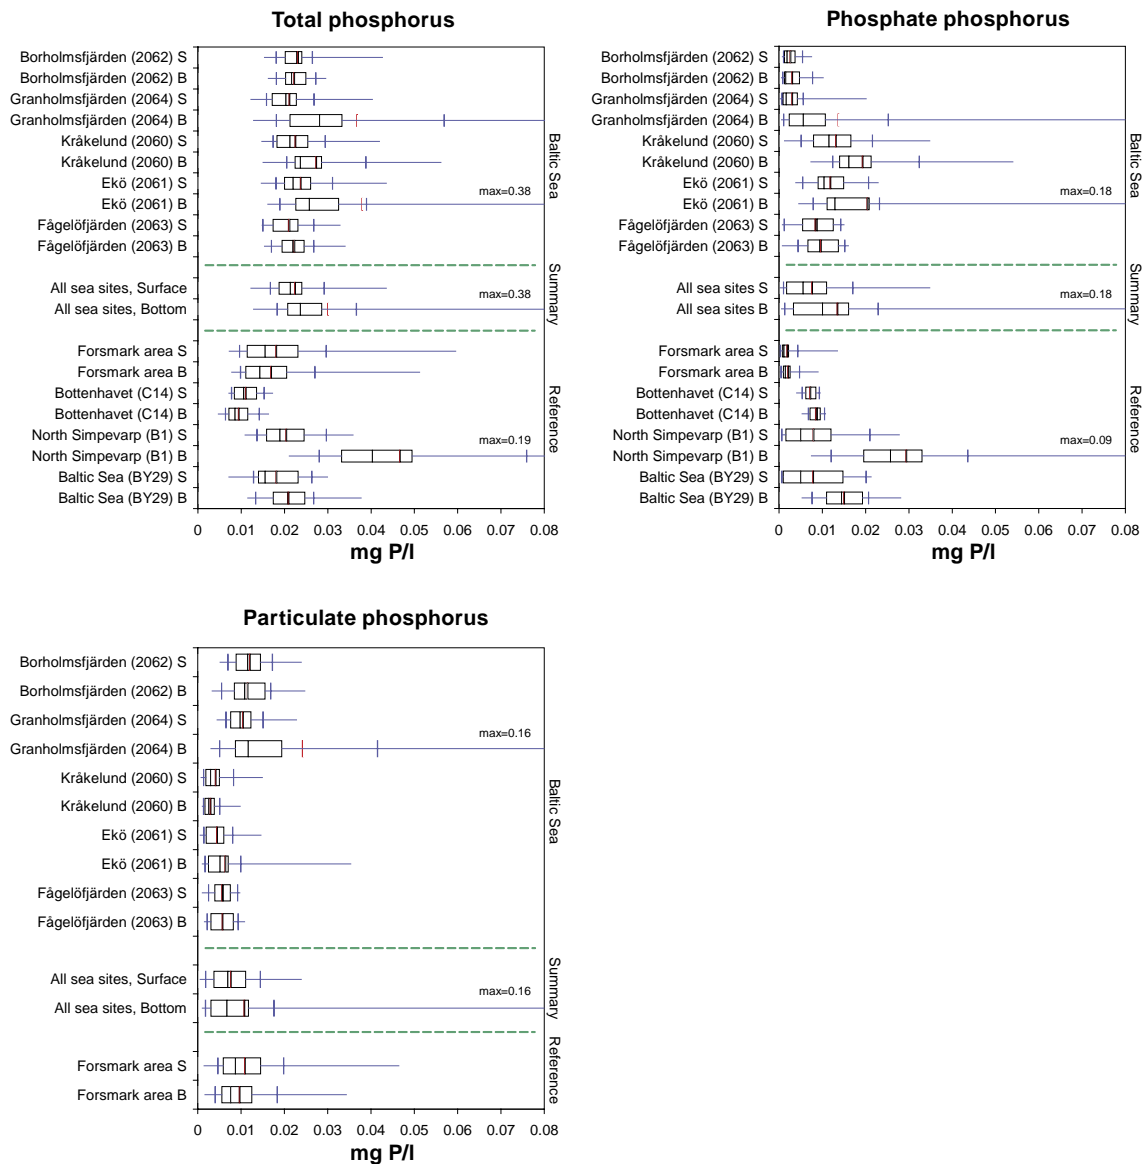 Total phosphorus
Borholmsfjärden (2062) S
Borholmsfjärden (2062) B
Granholmsfjärden (2064) S
Granholmsfjärden (2064) B
Kråkelund (2060) S
Kråkelund (2060) B
Ekö (2061) S
Ekö (2061) B
Fågelöfjärden (2063) S
Fågelöfjärden (2063) B
All sea sites, Surface
All sea sites, Bottom
Forsmark area S
Forsmark area B
Bottenhavet (C14) S
Bottenhavet (C14) B
North Simpevarp (B1) S
North Simpevarp (B1) B
Baltic Sea (BY29) S
Baltic Sea (BY29) B
max=0.38
max=0.38
max=0.19
Baltic Sea
Summary
Reference
0 0.01 0.02 0.03 0.04 0.05 0.06 0.07 0.08
mg P/l
Phosphate phosphorus
Borholmsfjärden (2062) S
Borholmsfjärden (2062) B
Granholmsfjärden (2064) S
Granholmsfjärden (2064) B
Kråkelund (2060) S
Kråkelund (2060) B
Ekö (2061) S
Ekö (2061) B
Fågelöfjärden (2063) S
Fågelöfjärden (2063) B
All sea sites S
All sea sites B
Forsmark area S
Forsmark area B
Bottenhavet (C14) S
Bottenhavet (C14) B
North Simpevarp (B1) S
North Simpevarp (B1) B
Baltic Sea (BY29) S
Baltic Sea (BY29) B
max=0.18
max=0.18
max=0.09
Baltic Sea
Summary
Reference
0 0.01 0.02 0.03 0.04 0.05 0.06 0.07 0.08
mg P/l
Particulate phosphorus
Borholmsfjärden (2062) S
Borholmsfjärden (2062) B
Granholmsfjärden (2064) S
Granholmsfjärden (2064) B
Kråkelund (2060) S
Kråkelund (2060) B
Ekö (2061) S
Ekö (2061) B
Fågelöfjärden (2063) S
Fågelöfjärden (2063) B
All sea sites, Surface
All sea sites, Bottom
Forsmark area S
Forsmark area B
max=0.16
max=0.16
Baltic Sea
Summary
Reference
0 0.01 0.02 0.03 0.04 0.05 0.06 0.07 0.08
mg P/l